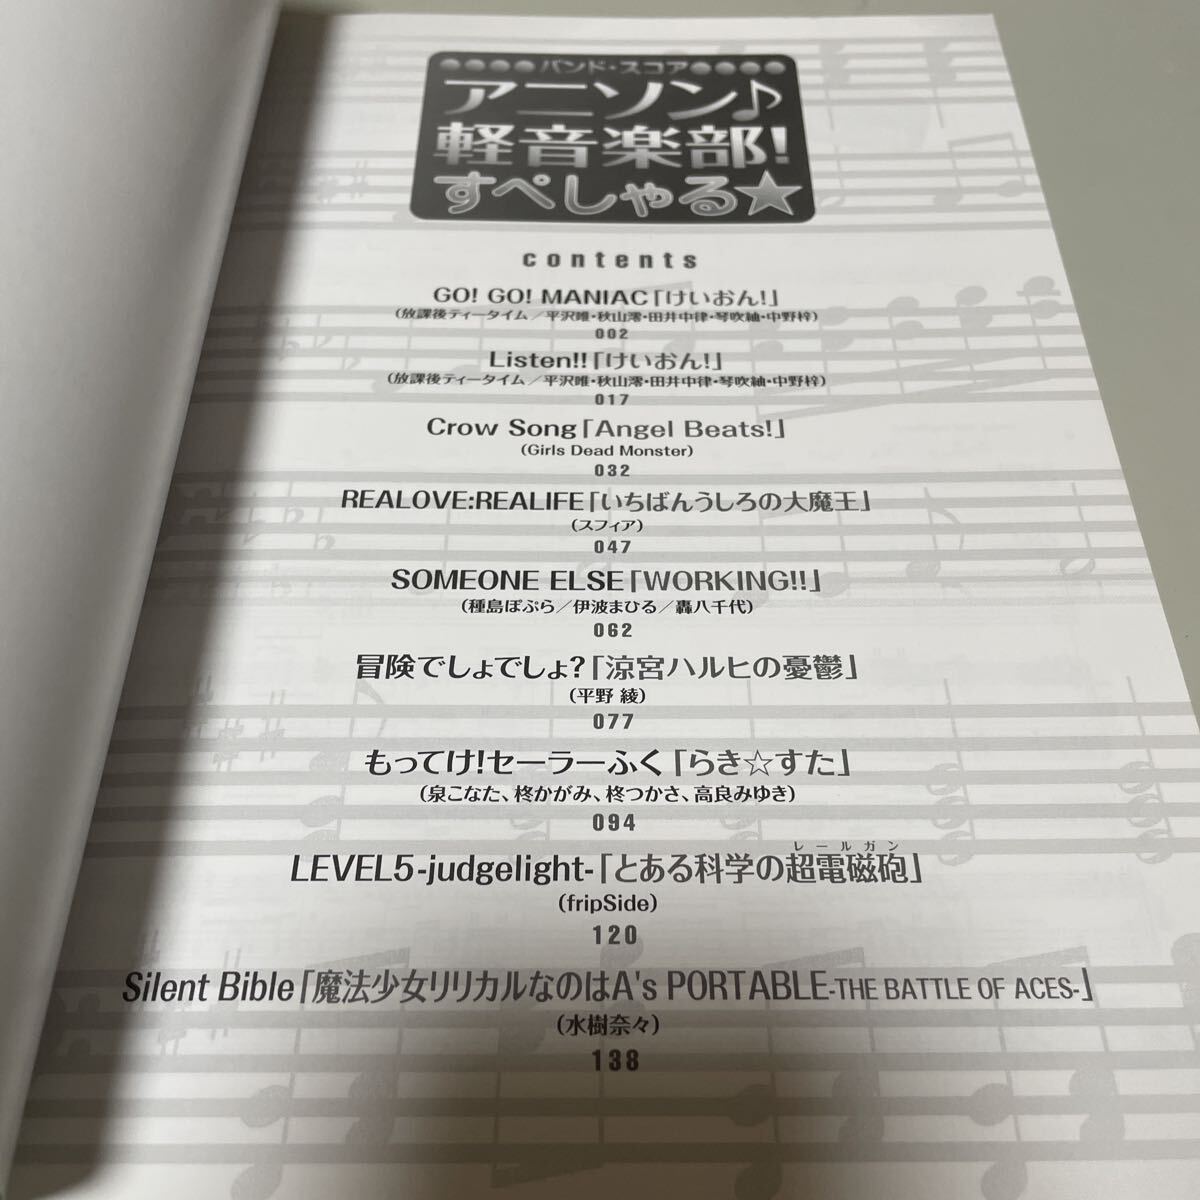 バンド・スコア
アニソン♪
軽音楽部!
すぺしゃる★
contents
GO! GO! MANIAC「けいおん!」
(放課後ティータイム/平沢唯・秋山澪・田井中律・琴吹紬・中野梓)
002
Listen!!「けいおん!」
(放課後ティータイム/平沢唯・秋山澪・田井中律・琴吹紬・中野梓)
017
Crow Song「Angel Beats!」
(Girls Dead Monster)
032
REALOVE:REALIFE「いちばんうしろの大魔王」
(スフィア)
047
SOMEONE ELSE「WORKING!!」
(種島ぽぷら/伊波まひる/轟八千代)
062
冒険でしょでしょ?「涼宮ハルヒの憂鬱」
(平野 綾)
077
もってけ!セーラーふく「らき☆すた」
(泉こなた、柊かがみ、柊つかさ、高良みゆき)
094
レールガン
LEVEL5-judgelight-「とある科学の超電磁砲」
(fripSide)
120
Silent Bible「魔法少女リリカルなのはA's PORTABLE-THE BATTLE OF ACES-」
(水樹奈々)
138